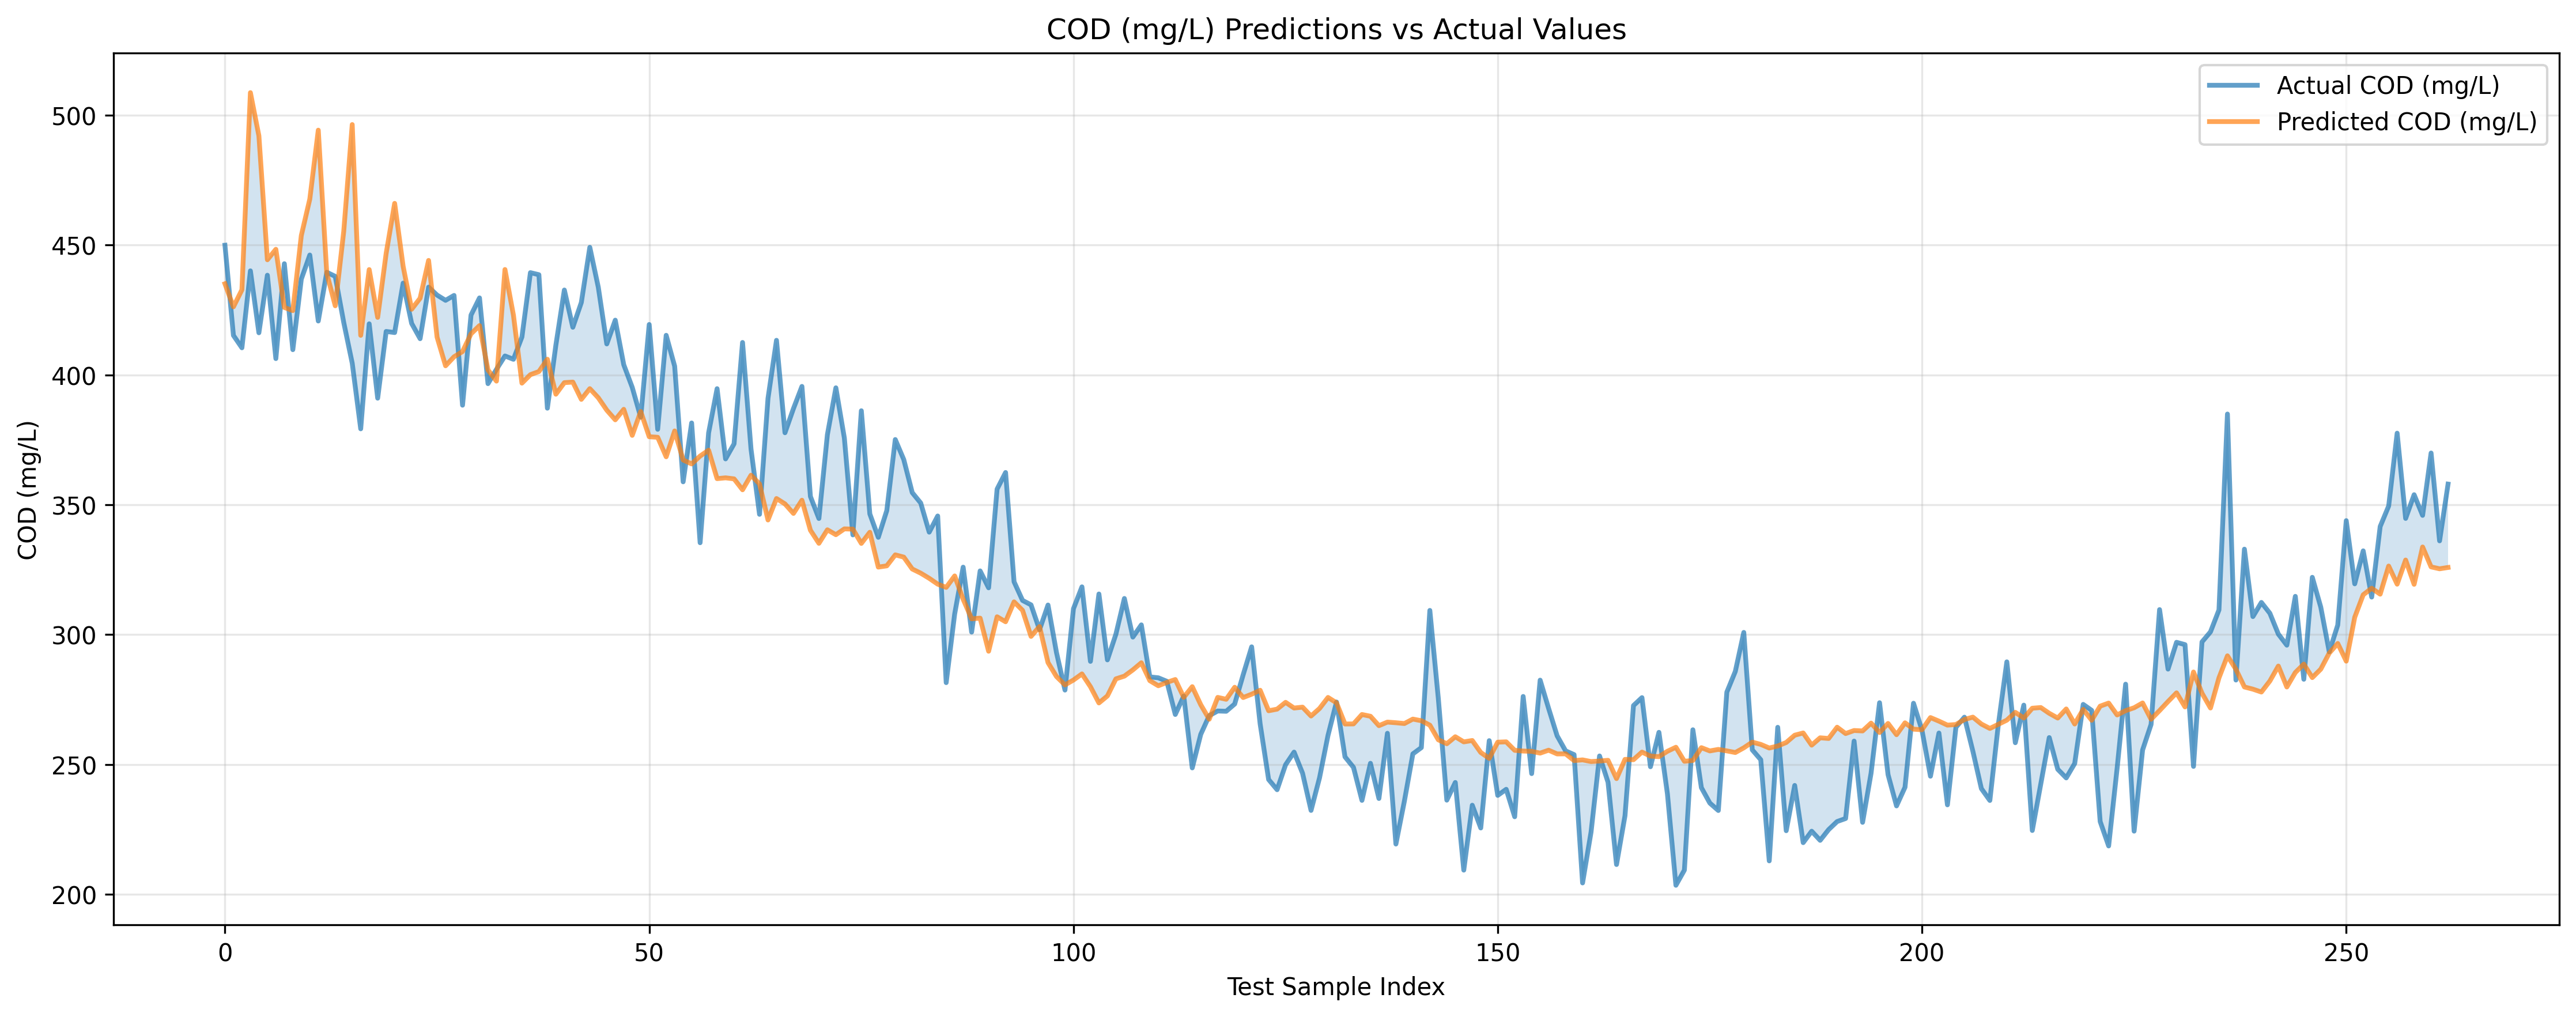 COD (mg/L) Predictions vs Actual Values
Actual COD (mg/L)
Predicted COD (mg/L)
COD (mg/L)
500
450
400
350
300
250
200
0 50 100 150 200 250
Test Sample Index